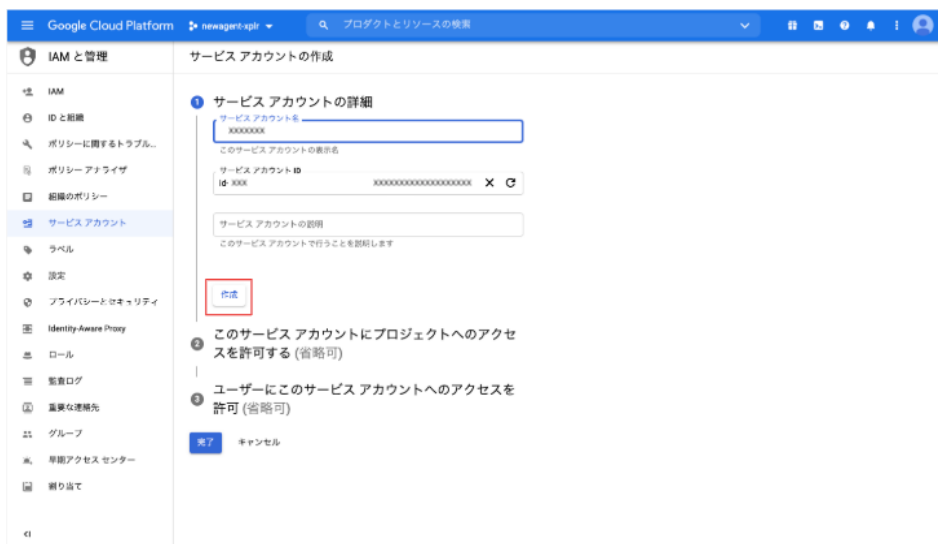 Google Cloud Platform
newagent-xplr
プロダクトとリソースの検索
IAM と管理
サービス アカウントの作成
IAM
ID と組織
ポリシーに関するトラブル...
ポリシー アナライザ
組織のポリシー
サービス アカウント
ラベル
設定
プライバシーとセキュリティ
Identity-Aware Proxy
ロール
監査ログ
重要な連絡先
グループ
早期アクセス センター
割り当て
1 サービス アカウントの詳細
サービス アカウント名
XXXXXXX
このサービス アカウントの表示名
サービス アカウント ID
id- XXX
XXXXXXXXXXXXXXXXXXX
サービス アカウントの説明
このサービス アカウントで行うことを説明します
作成
2 このサービス アカウントにプロジェクトへのアクセ
スを許可する (省略可)
3 ユーザーにこのサービス アカウントへのアクセスを
許可 (省略可)
完了
キャンセル